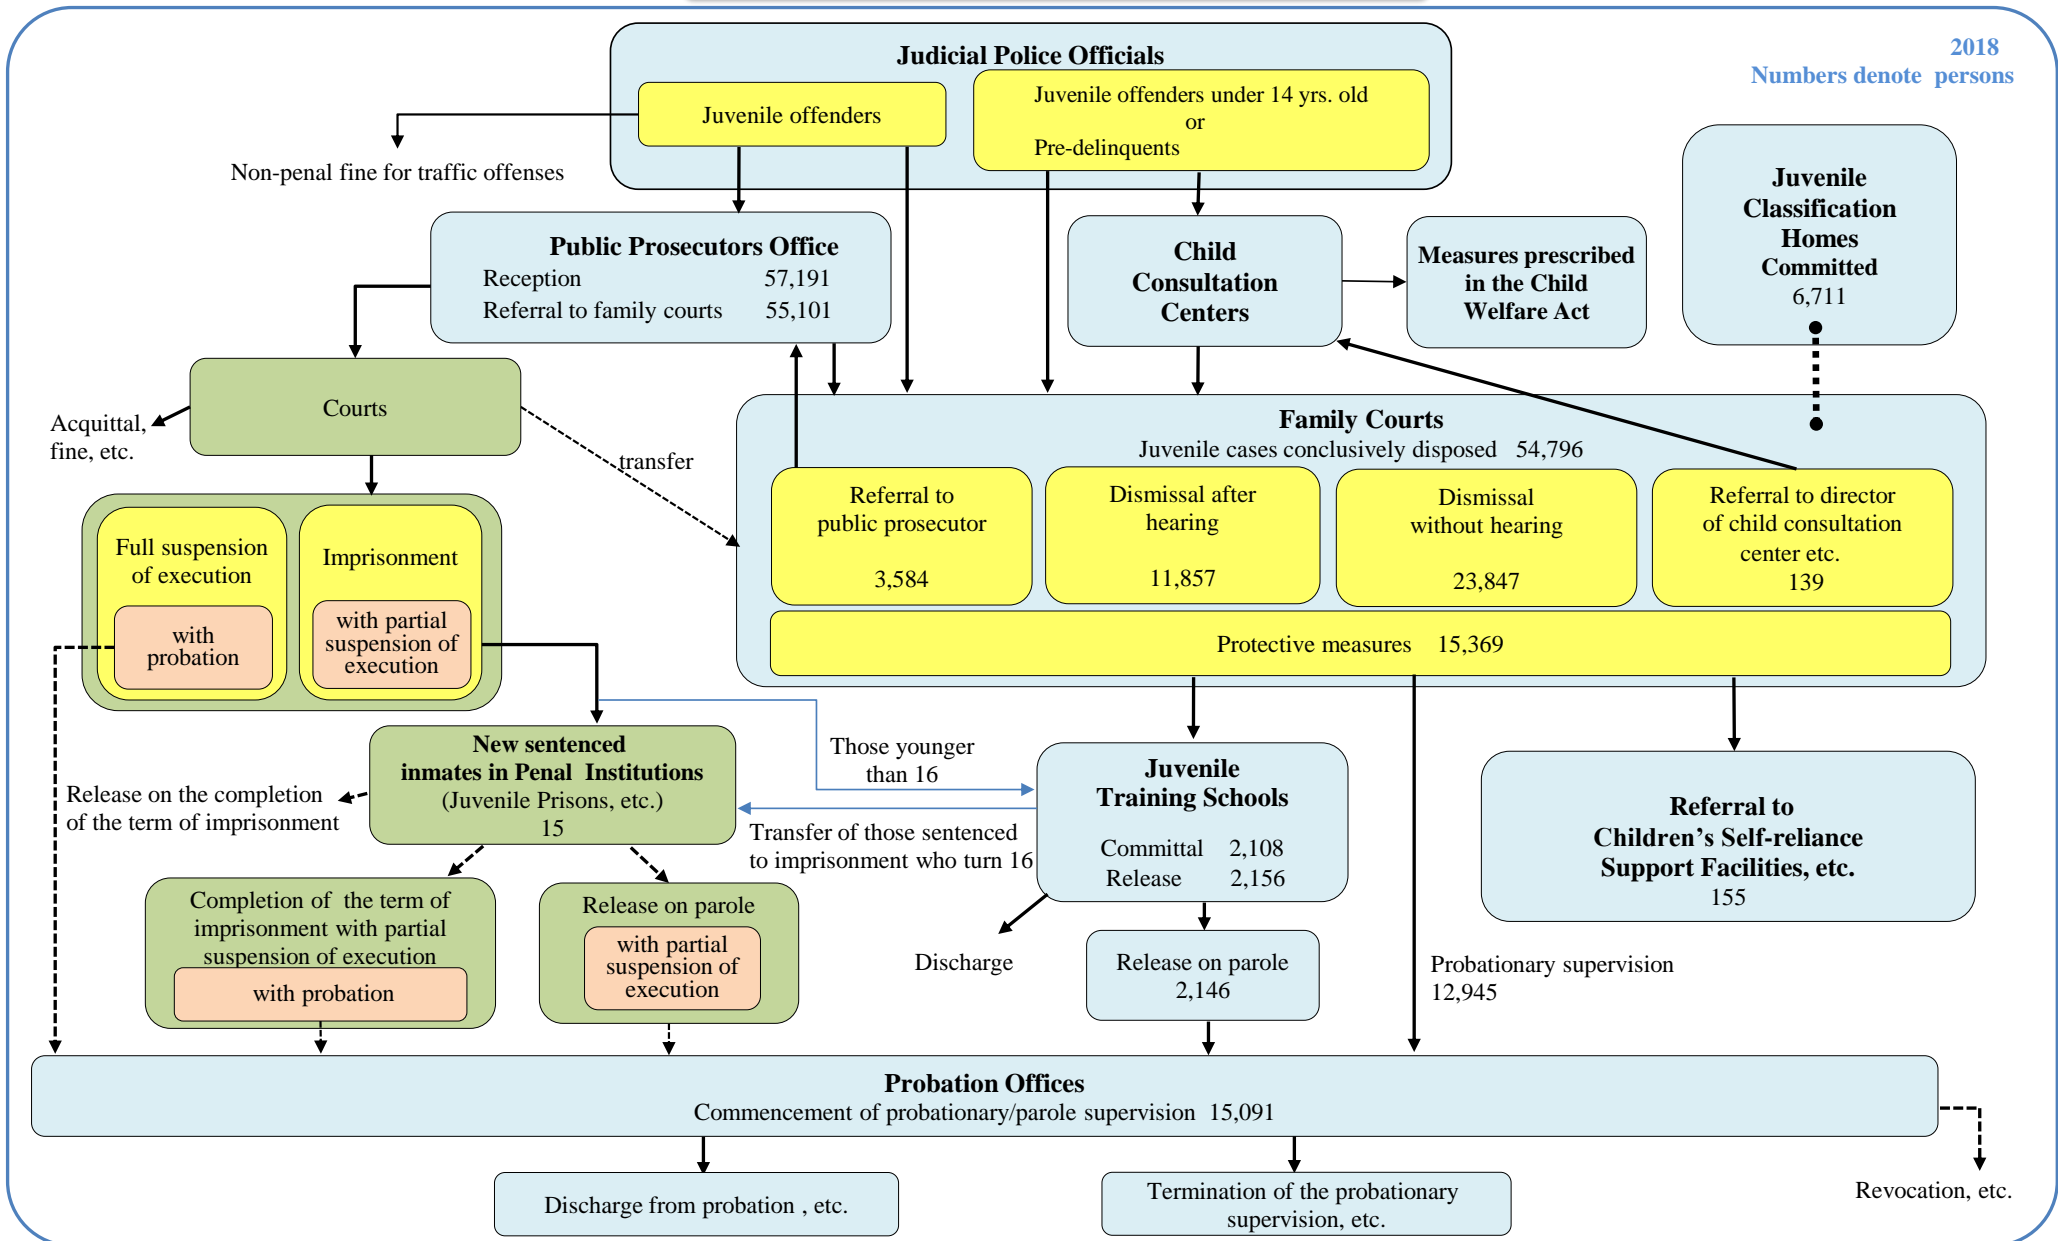 2018
Numbers denote persons
Judicial Police Officials
Juvenile offenders
Juvenile offenders under 14 yrs. old
or
Pre-delinquents
Non-penal fine for traffic offenses
Public Prosecutors Office
Reception 57,191
Referral to family courts 55,101
Child
Consultation
Centers
Measures prescribed
in the Child
Welfare Act
Juvenile
Classification
Homes
Committed
6,711
Courts
Acquittal,
fine, etc.
transfer
Family Courts
Juvenile cases conclusively disposed 54,796
Referral to
public prosecutor
3,584
Dismissal after
hearing
11,857
Dismissal
without hearing
23,847
Referral to director
of child consultation
center etc.
139
Protective measures 15,369
Full suspension
of execution
with
probation
Imprisonment
with partial
suspension of
execution
New sentenced
inmates in Penal Institutions
(Juvenile Prisons, etc.)
15
Those younger
than 16
Transfer of those sentenced
to imprisonment who turn 16
Juvenile
Training Schools
Committal 2,108
Release 2,156
Referral to
Children's Self-reliance
Support Facilities, etc.
155
Release on the completion
of the term of imprisonment
Completion of the term of
imprisonment with partial
suspension of execution
with probation
Release on parole
with partial
suspension of
execution
Discharge
Release on parole
2,146
Probationary supervision
12,945
Probation Offices
Commencement of probationary/parole supervision 15,091
Discharge from probation , etc.
Termination of the probationary
supervision, etc.
Revocation, etc.